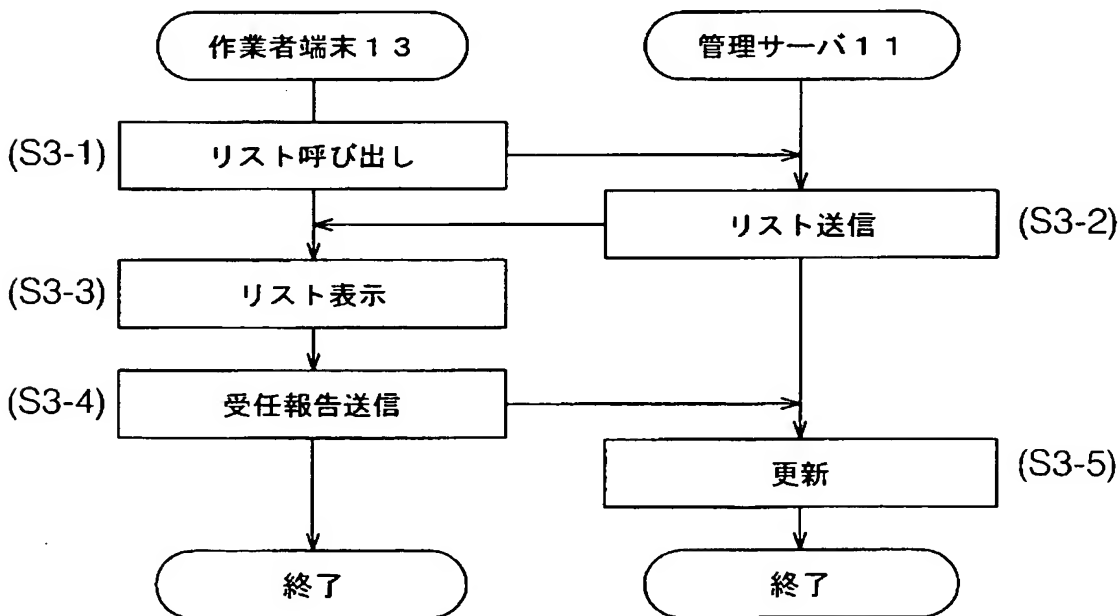 作業者端末13
管理サーバ11
(S3-1)
リスト呼び出し
リスト送信
(S3-2)
(S3-3)
リスト表示
(S3-4)
受任報告送信
更新
(S3-5)
終了
終了